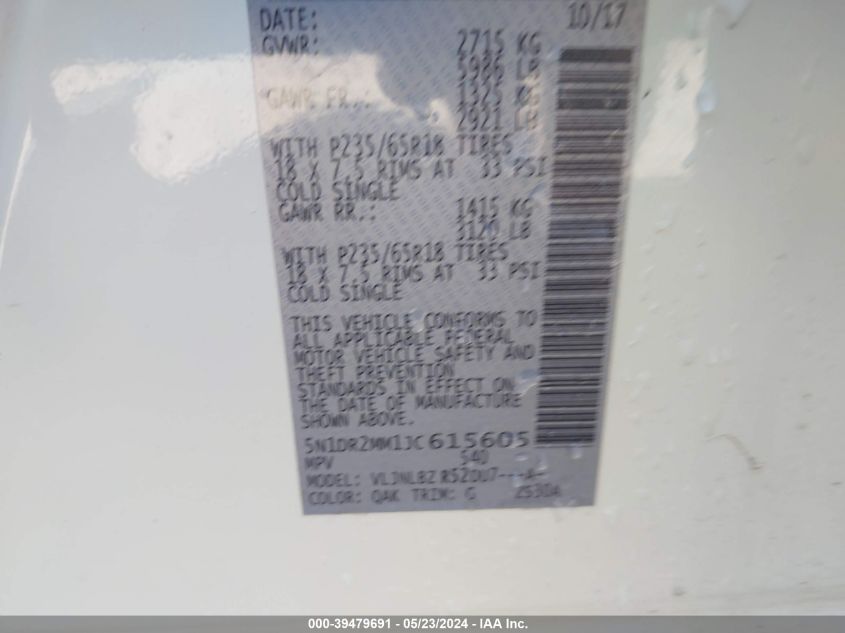 DATE: 10/17
GVWR: 2715 KG
5986 LB
GAWR FR.: 1325 KG
2921 LB
WITH P235/65R18 TIRES
18 X 7.5 RIMS AT 33 PSI
COLD SINGLE
GAWR RR.: 1415 KG
3120 LB
WITH P235/65R18 TIRES
18 X 7.5 RIMS AT 33 PSI
COLD SINGLE
THIS VEHICLE CONFORMS TO
ALL APPLICABLE FEDERAL
MOTOR VEHICLE SAFETY AND
THEFT PREVENTION
STANDARDS IN EFFECT ON
THE DATE OF MANUFACTURE
SHOWN ABOVE.
5N1DR2MM1JC615605
MPV 540
MODEL:
COLOR: QAK TRIM: G 2530A
000-39479691 - 05/23/2024 - IAA Inc.